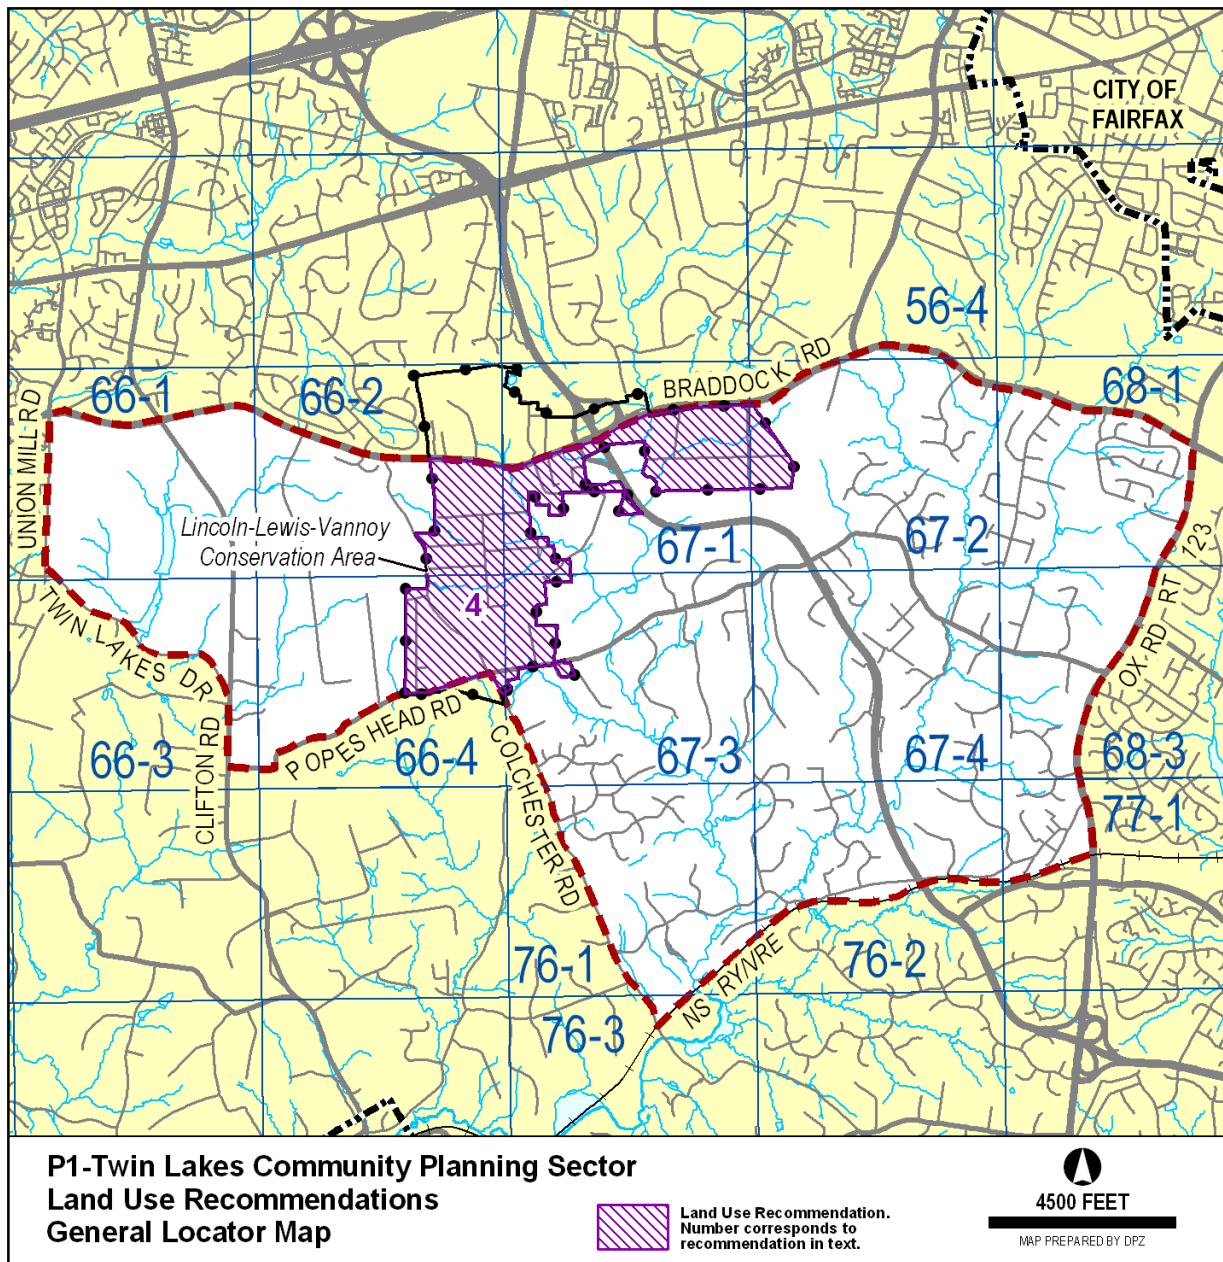 CITY OF
FAIRFAX
56-4
BRADDOCK RD
66-1
66-2
68-1
UNION MILL RD
Lincoln-Lewis-Vannoy
Conservation Area
67-1
67-2
RT 123
OX RD
4
TWIN LAKES DR
CLIFTON RD
POPES HEAD RD
66-3
66-4
COLCHESTER RD
67-3
67-4
68-3
77-1
76-1
76-2
NS RY/VRE
76-3
P1-Twin Lakes Community Planning Sector
Land Use Recommendations
General Locator Map
Land Use Recommendation.
Number corresponds to
recommendation in text.
4500 FEET
MAP PREPARED BY DPZ